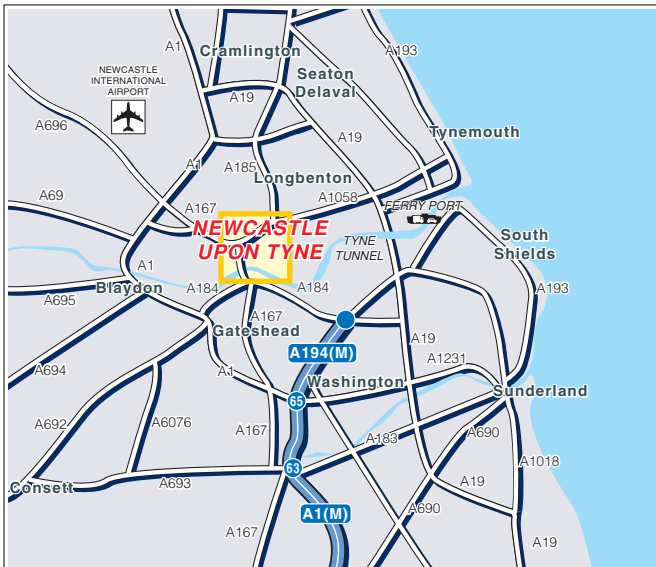 A1
Cramlington
A193
NEWCASTLE
INTERNATIONAL
AIRPORT
Seaton
Delaval
A19
A696
A19
Tynemouth
A1
A185
Longbenton
A69
A167
A1058
FERRY PORT
NEWCASTLE
UPON TYNE
TYNE
TUNNEL
South
Shields
A1
Blaydon
A184
A184
A193
A695
A167
Gateshead
A19
A194(M)
A1231
A694
A1
Washington
Sunderland
65
A692
A6076
A167
A183
A690
A1018
63
Consett
A693
A19
A1(M)
A690
A167
A19